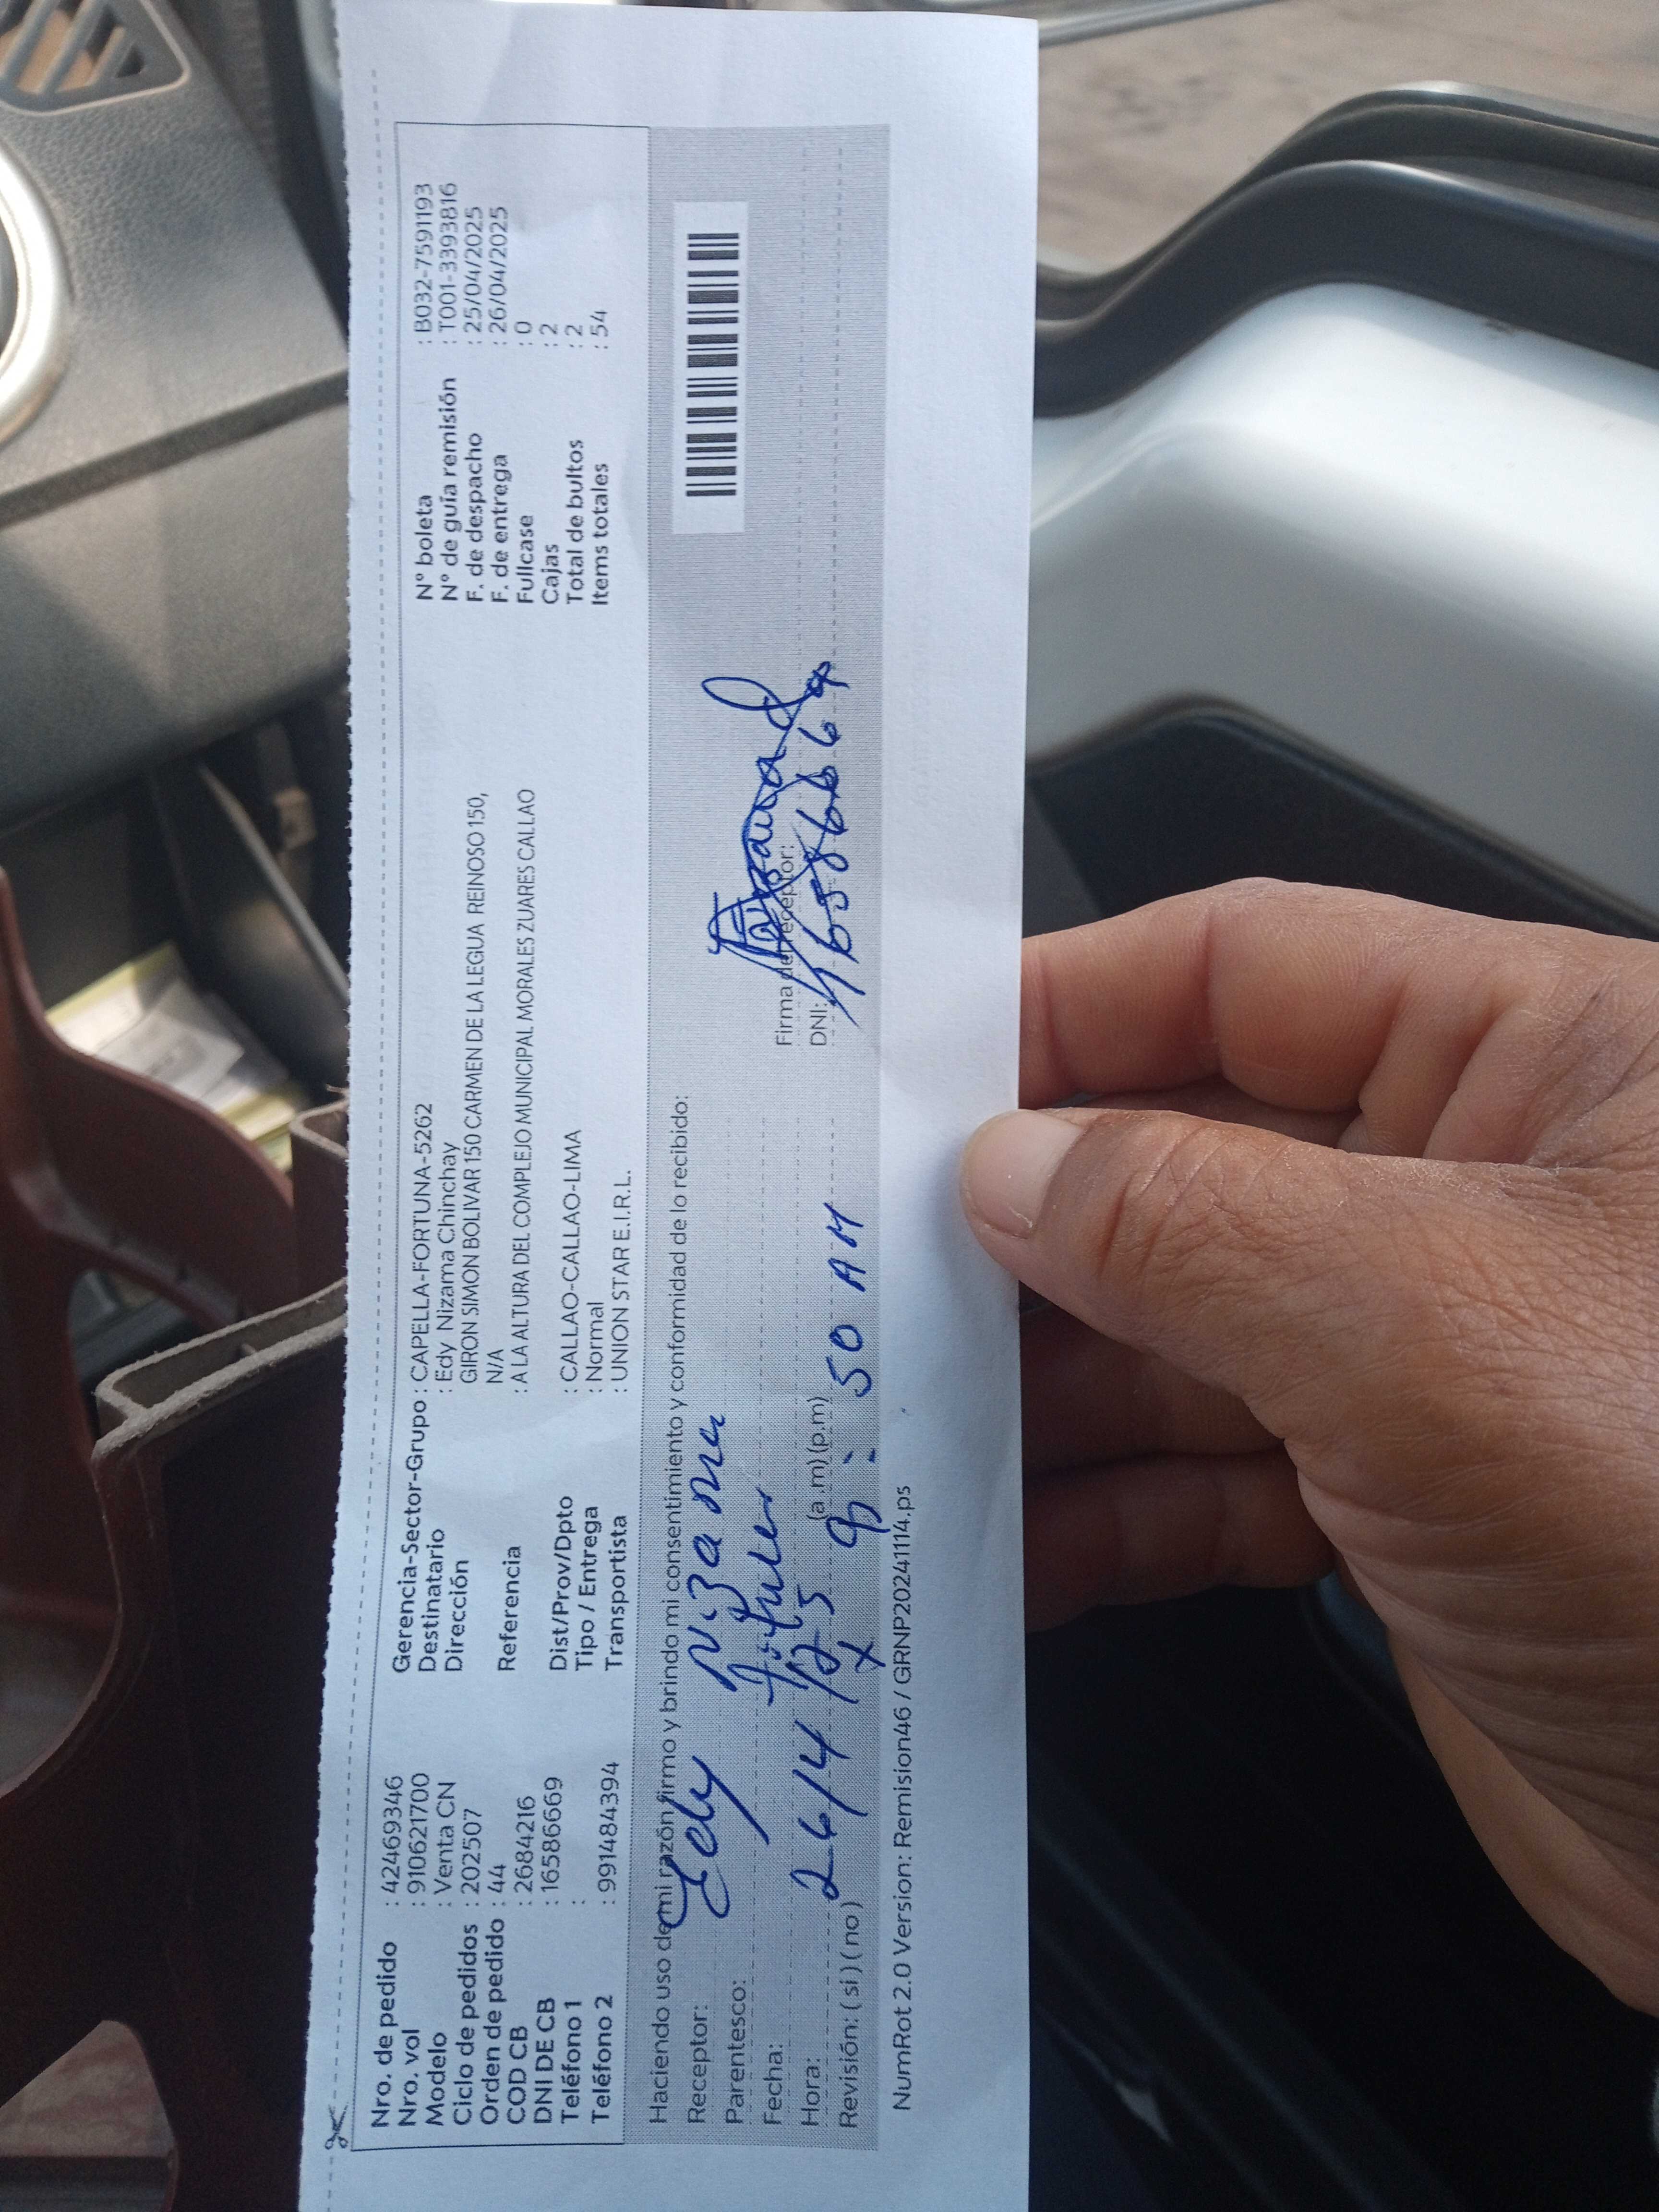 Nro. de pedido : 42469346
Nro. vol : 910621700
Modelo : Venta CN
Ciclo de pedidos : 202507
Orden de pedido : 44
COD CB : 2684216
DNI DE CB : 16586669
Teléfono 1 :
Teléfono 2 : 991484394
Gerencia-Sector-Grupo : CAPELLA-FORTUNA-5262
Destinatario : Edy Nizama Chinchay
Dirección GIRON SIMON BOLIVAR 150 CARMEN DE LA LEGUA REINOSO 150,
N/A
Referencia : A LA ALTURA DEL COMPLEJO MUNICIPAL MORALES ZUARES CALLAO
Dist/Prov/Dpto : CALLAO-CALLAO-LIMA
Tipo / Entrega : Normal
Transportista : UNION STAR E.I.R.L.
N° boleta : B032-7591193
N° de guía remisión : T001-3393816
F. de despacho : 25/04/2025
F. de entrega : 26/04/2025
Fullcase : 0
Cajas : 2
Total de bultos : 2
Items totales : 54
Haciendo uso de mi razón firmo y brindo mi consentimiento y conformidad de lo recibido:
Receptor: Edy Nizama
Parentesco: Titular
Fecha: 26/4/25
Hora: (a.m) (p.m) 9:50 AM
Revisión: ( si ) ( no ) X
Firma del receptor:
DNI: 16586669
NumRot 2.0 Version: Remision46 / GRNP20241114.ps